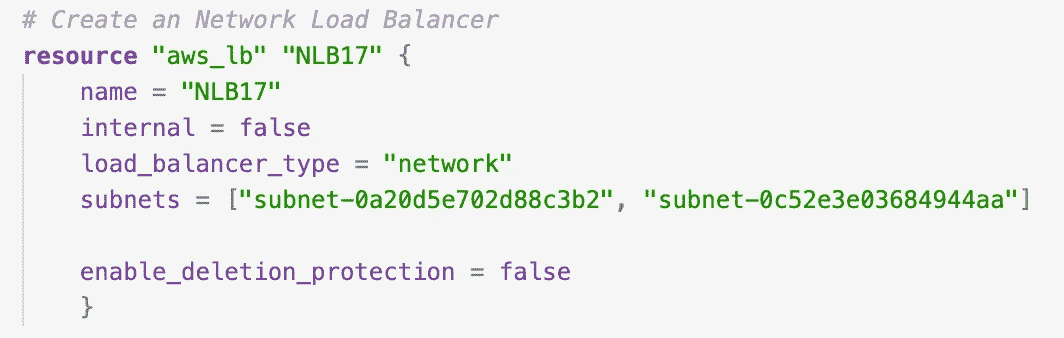 # Create an Network Load Balancer
resource "aws_lb" "NLB17" {
name = "NLB17"
internal = false
load_balancer_type = "network"
subnets = ["subnet-0a20d5e702d88c3b2", "subnet-0c52e3e03684944aa"]
enable_deletion_protection = false
}